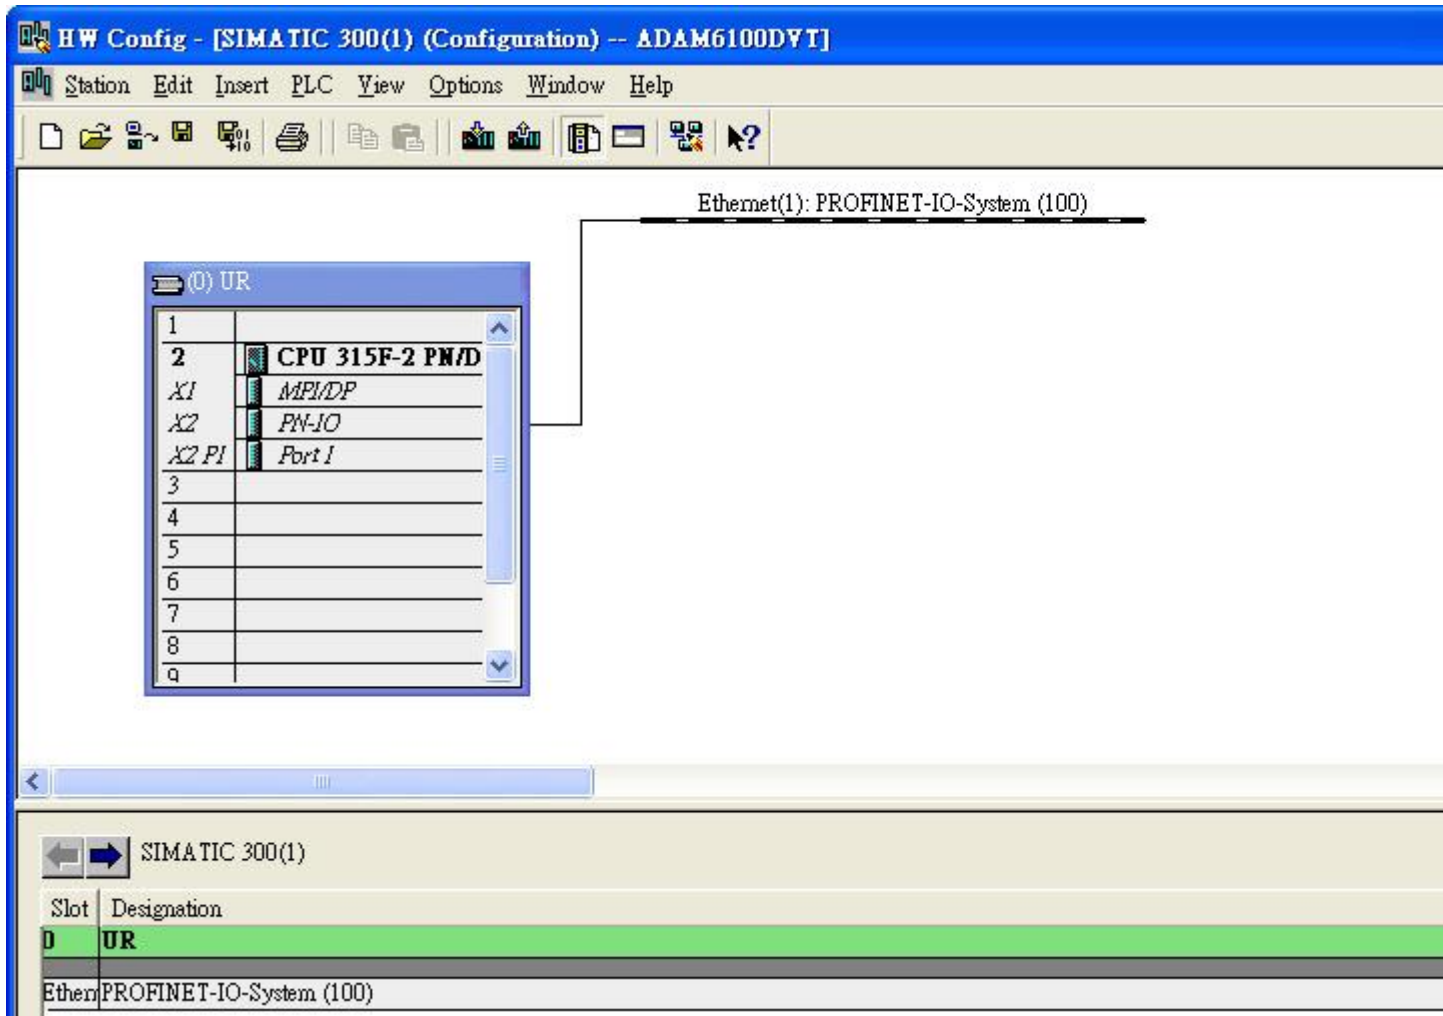 HW Config - [SIMATIC 300(1) (Configuration) -- ADAM6100DVT]
Station Edit Insert PLC View Options Window Help
Ethernet(1): PROFINET-IO-System (100)
(0) UR
1
2 CPU 315F-2 PN/D
X1 MPI/DP
X2 PN-IO
X2 P1 Port 1
3
4
5
6
7
8
9
SIMATIC 300(1)
Slot Designation
0 UR
Ethern PROFINET-IO-System (100)